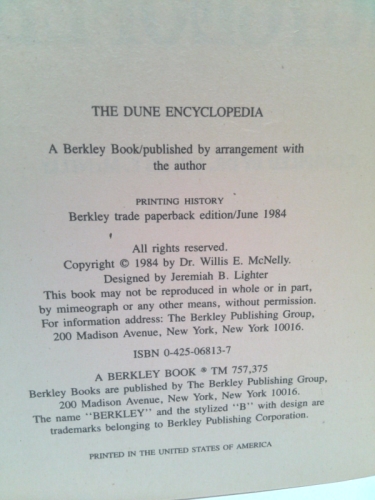 THE DUNE ENCYCLOPEDIA
A Berkley Book/published by arrangement with
the author
PRINTING HISTORY
Berkley trade paperback edition/June 1984
All rights reserved.
Copyright © 1984 by Dr. Willis E. McNelly.
Designed by Jeremiah B. Lighter
This book may not be reproduced in whole or in part,
by mimeograph or any other means, without permission.
For information address: The Berkley Publishing Group,
200 Madison Avenue, New York, New York 10016.
ISBN 0-425-06813-7
A BERKLEY BOOK * TM 757,375
Berkley Books are published by The Berkley Publishing Group,
200 Madison Avenue, New York, New York 10016.
The name "BERKLEY" and the stylized "B" with design are
trademarks belonging to Berkley Publishing Corporation.
PRINTED IN THE UNITED STATES OF AMERICA